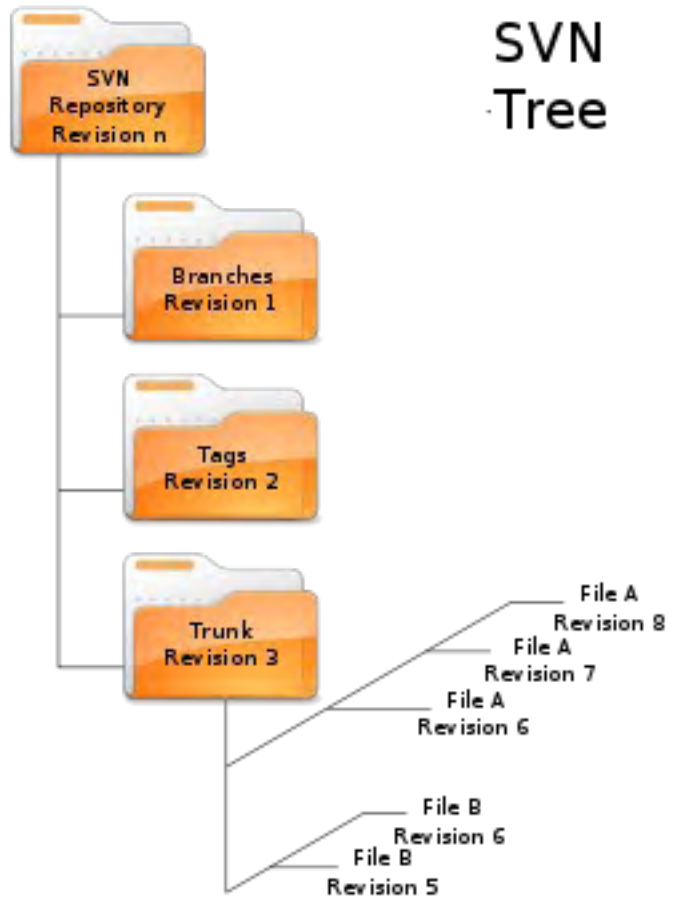 SVN
Tree
SVN
Repository
Revision n
Branches
Revision 1
Tags
Revision 2
Trunk
Revision 3
File A
Revision 8
File A
Revision 7
File A
Revision 6
File B
Revision 6
File B
Revision 5